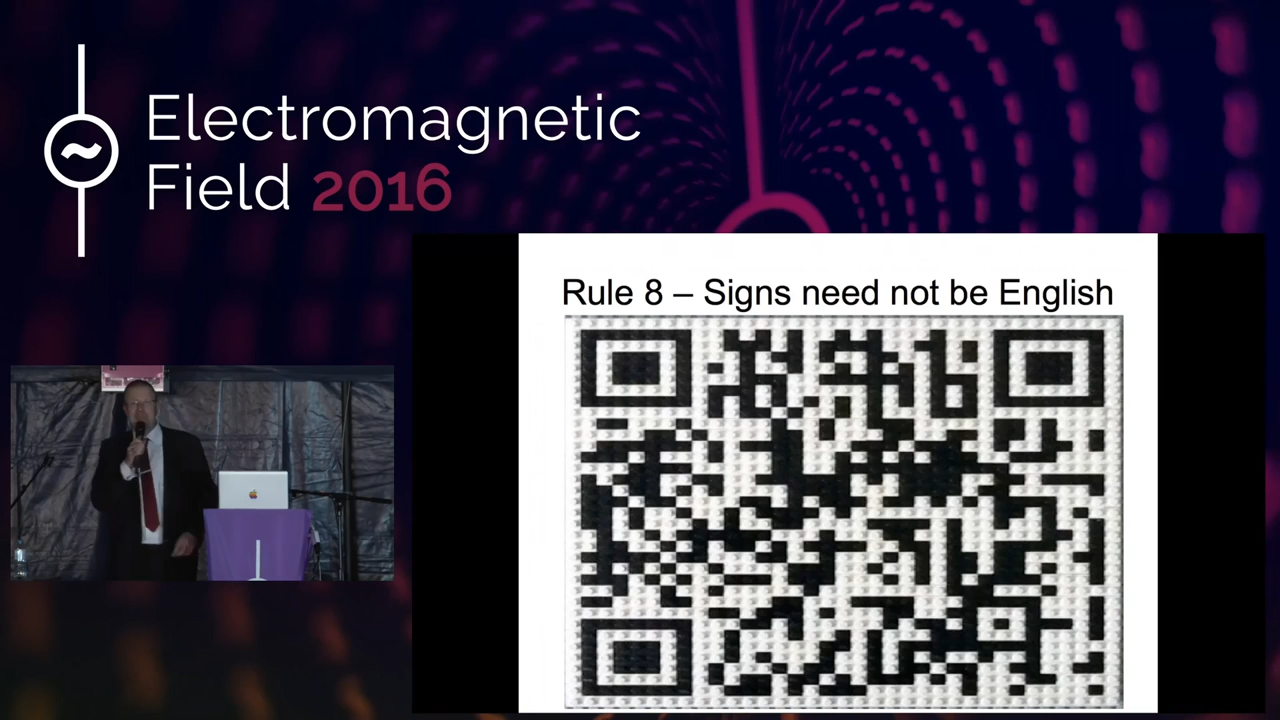 Electromagnetic
Field 2016
Rule 8 – Signs need not be English